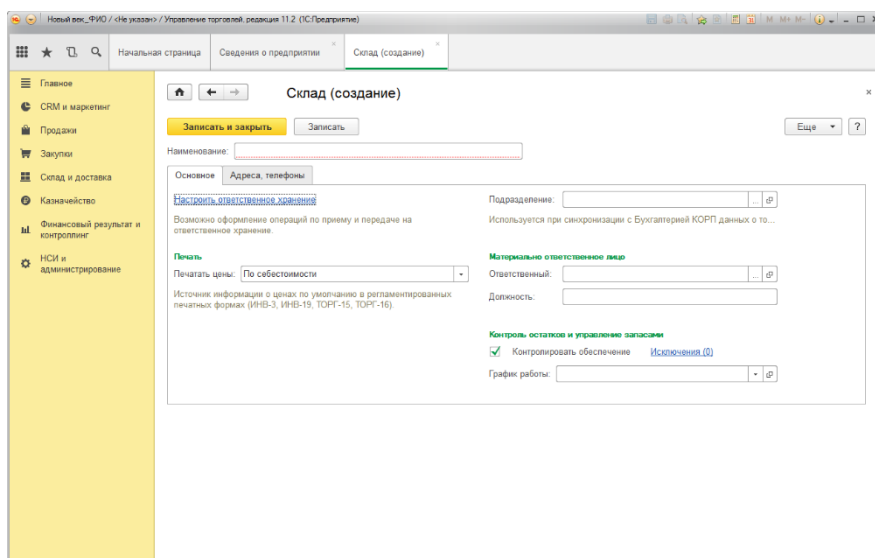 Новый век_ФИО / <Не указан> / Управление торговлей, редакция 11.2 (1С:Предприятие)
M M+ M-
Начальная страница
Сведения о предприятии
Склад (создание)
Главное
CRM и маркетинг
Продажи
Закупки
Склад и доставка
Казначейство
Финансовый результат и
контроллинг
НСИ и
администрирование
Склад (создание)
Записать и закрыть
Записать
Еще
?
Наименование:
Основное
Адреса, телефоны
Настроить ответственное хранение
Возможно оформление операций по приему и передаче на
ответственное хранение.
Печать
Печатать цены: По себестоимости
Источник информации о ценах по умолчанию в регламентированных
печатных формах (ИНВ-3, ИНВ-19, ТОРГ-15, ТОРГ-16).
Подразделение:
...
Используется при синхронизации с Бухгалтерией КОРП данных о то...
Материально ответственное лицо
Ответственный:
...
Должность:
Контроль остатков и управление запасами
Контролировать обеспечение
Исключения (0)
График работы: